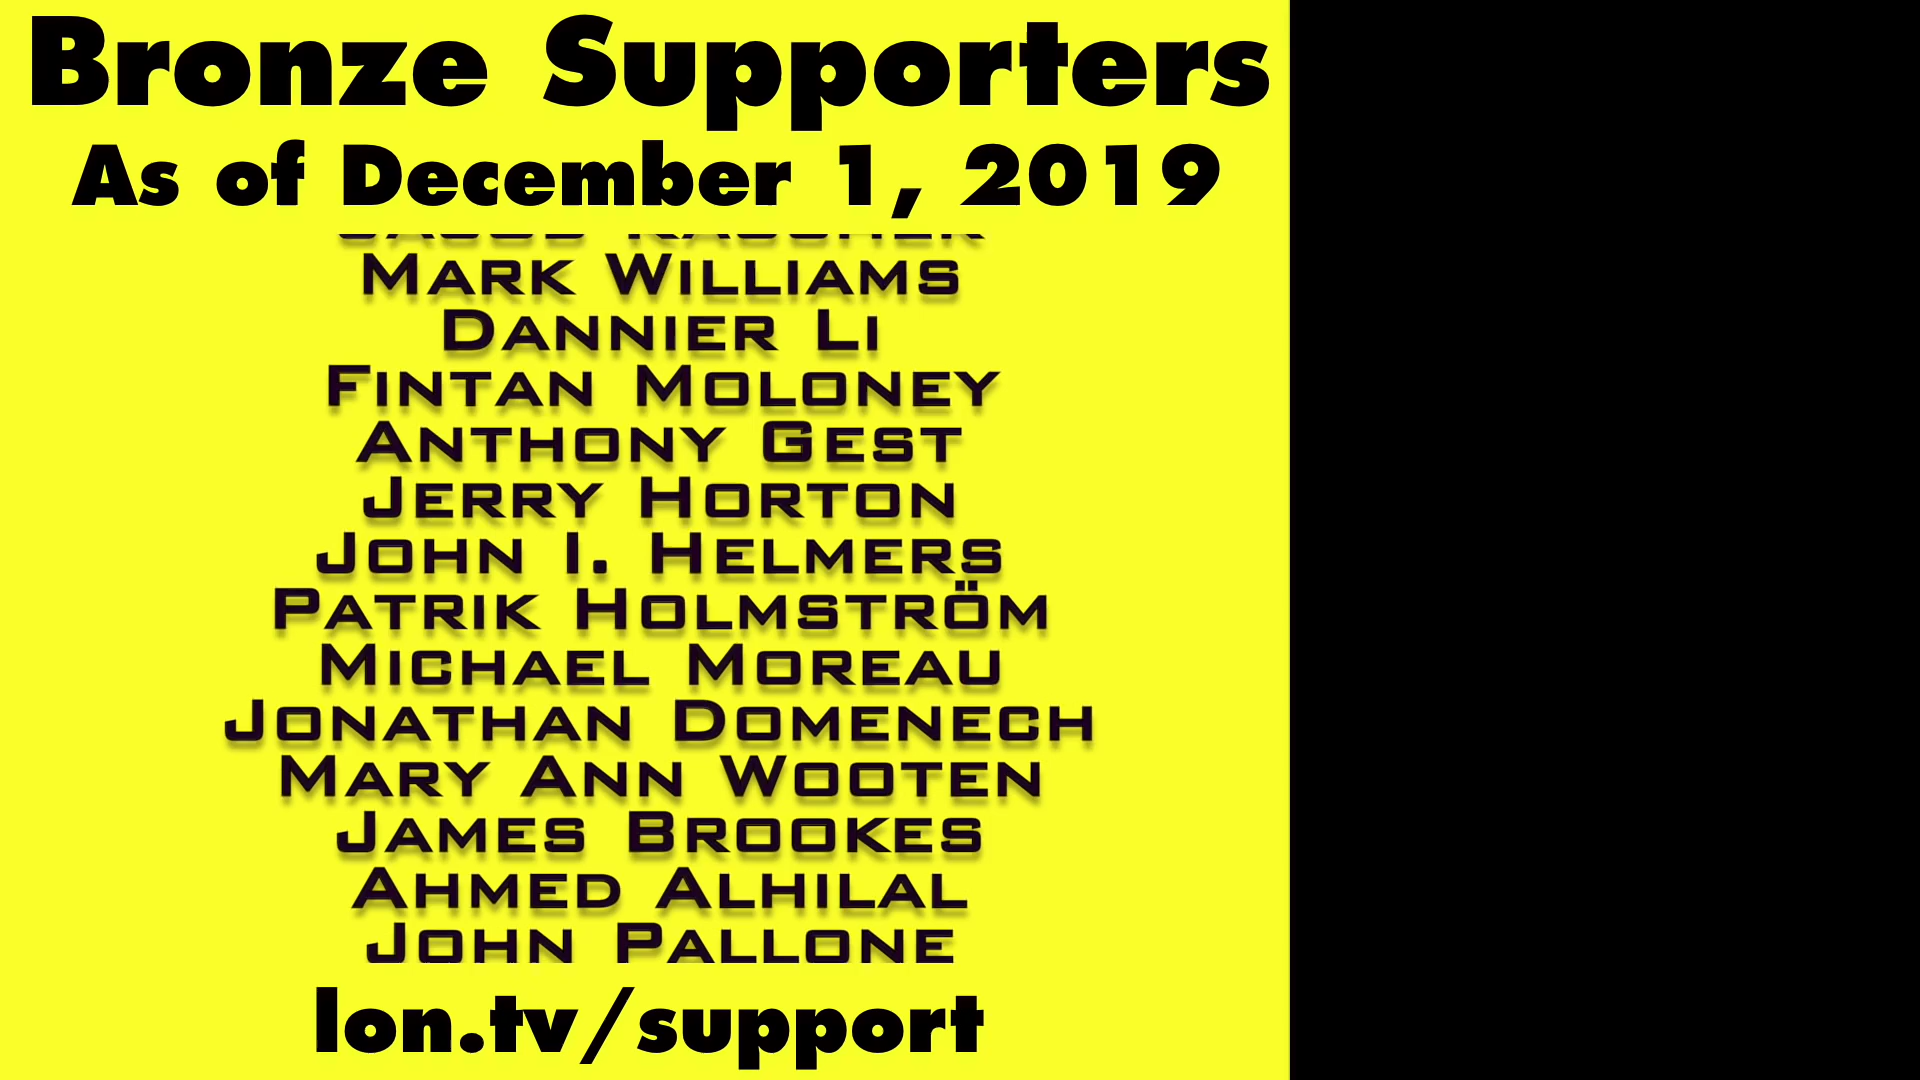 Bronze Supporters
As of December 1, 2019
Mark Williams
Dannier Li
Fintan Moloney
Anthony Gest
Jerry Horton
John I. Helmers
Patrik Holmström
Michael Moreau
Jonathan Domenech
Mary Ann Wooten
James Brookes
Ahmed Alhilal
John Pallone
lon.tv/support